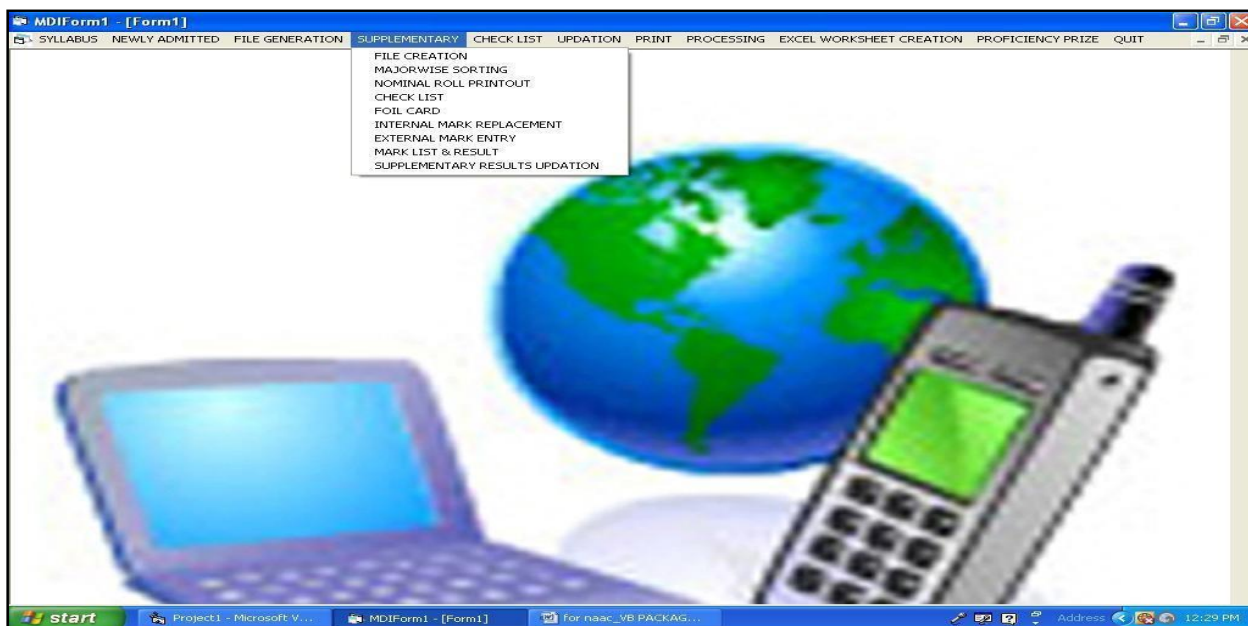 MDIForm1 - [Form1]
SYLLABUS NEWLY ADMITTED FILE GENERATION SUPPLEMENTARY CHECK LIST UPDATION PRINT PROCESSING EXCEL WORKSHEET CREATION PROFICIENCY PRIZE QUIT
FILE CREATION
MAJORWISE SORTING
NOMINAL ROLL PRINTOUT
CHECK LIST
FOIL CARD
INTERNAL MARK REPLACEMENT
EXTERNAL MARK ENTRY
MARK LIST & RESULT
SUPPLEMENTARY RESULTS UPDATION
start Project1 - Microsoft V... MDIForm1 - [Form1] for naac_VB PACKAG... Address 12:29 PM